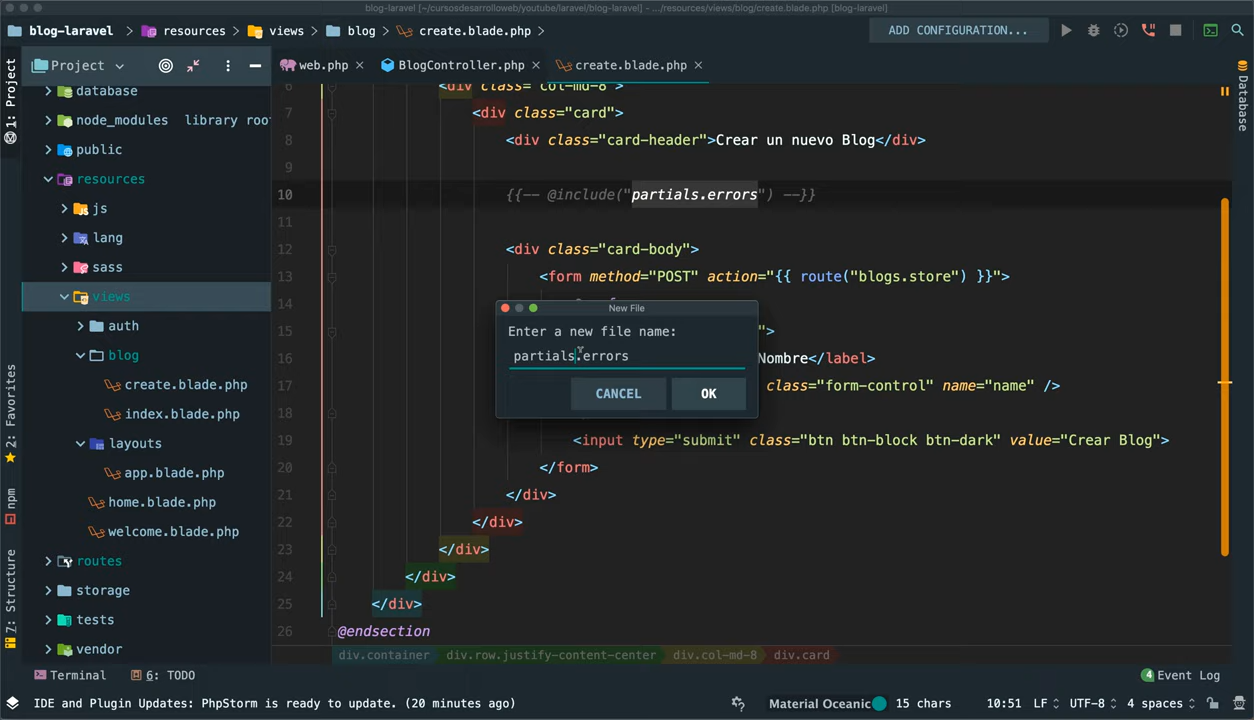 blog-laravel [~/cursosdesarrolloweb/youtube/laravel/blog-laravel] - .../resources/views/blog/create.blade.php [blog-laravel]
blog-laravel resources views blog create.blade.php ADD CONFIGURATION...
Project web.php BlogController.php create.blade.php
1: Project
Database
2: Favorites
npm
7: Structure
database
node_modules library root
public
resources
js
lang
sass
views
auth
blog
create.blade.php
index.blade.php
layouts
app.blade.php
home.blade.php
welcome.blade.php
routes
storage
tests
vendor
6 <div class="col-md-8">
7 <div class="card">
8 <div class="card-header">Crear un nuevo Blog</div>
9
10 {{-- @include("partials.errors") --}}
11
12 <div class="card-body">
13 <form method="POST" action="{{ route("blogs.store") }}">
14
15 ">
16 Nombre</label>
17 class="form-control" name="name" />
18
19 <input type="submit" class="btn btn-block btn-dark" value="Crear Blog">
20 </form>
21 </div>
22 </div>
23 </div>
24 </div>
25 </div>
26 @endsection
New File
Enter a new file name:
partials.errors
CANCEL OK
div.container div.row.justify-content-center div.col-md-8 div.card
Terminal 6: TODO 4 Event Log
IDE and Plugin Updates: PhpStorm is ready to update. (20 minutes ago) Material Oceanic 15 chars 10:51 LF UTF-8 4 spaces